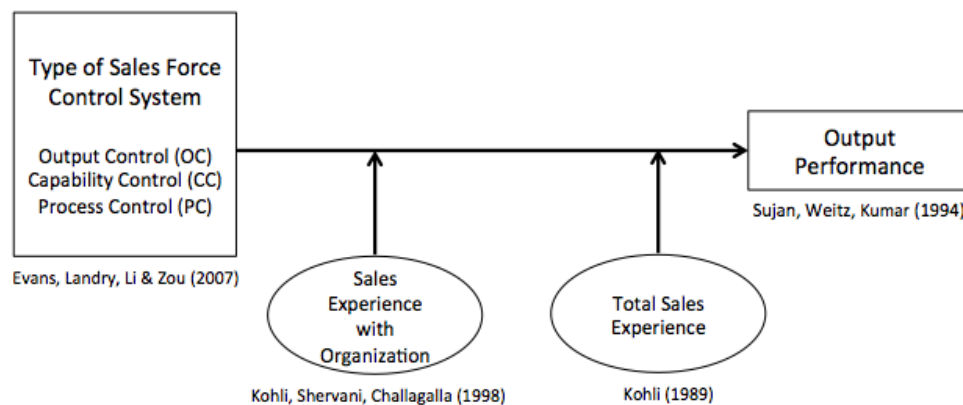 Type of Sales Force
Control System
Output Control (OC)
Capability Control (CC)
Process Control (PC)
Evans, Landry, Li & Zou (2007)
Output
Performance
Sujan, Weitz, Kumar (1994)
Sales
Experience
with
Organization
Kohli, Shervani, Challagalla (1998)
Total Sales
Experience
Kohli (1989)